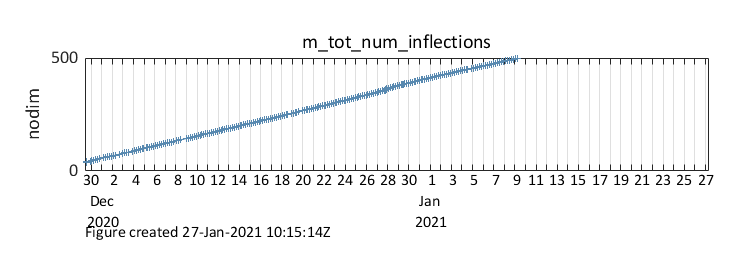 m_tot_num_inflections
500
nodim
0
30 2 4 6 8 10 12 14 16 18 20 22 24 26 28 30 1 3 5 7 9 11 13 15 17 19 21 23 25 27
Dec Jan
2020 2021
Figure created 27-Jan-2021 10:15:14Z